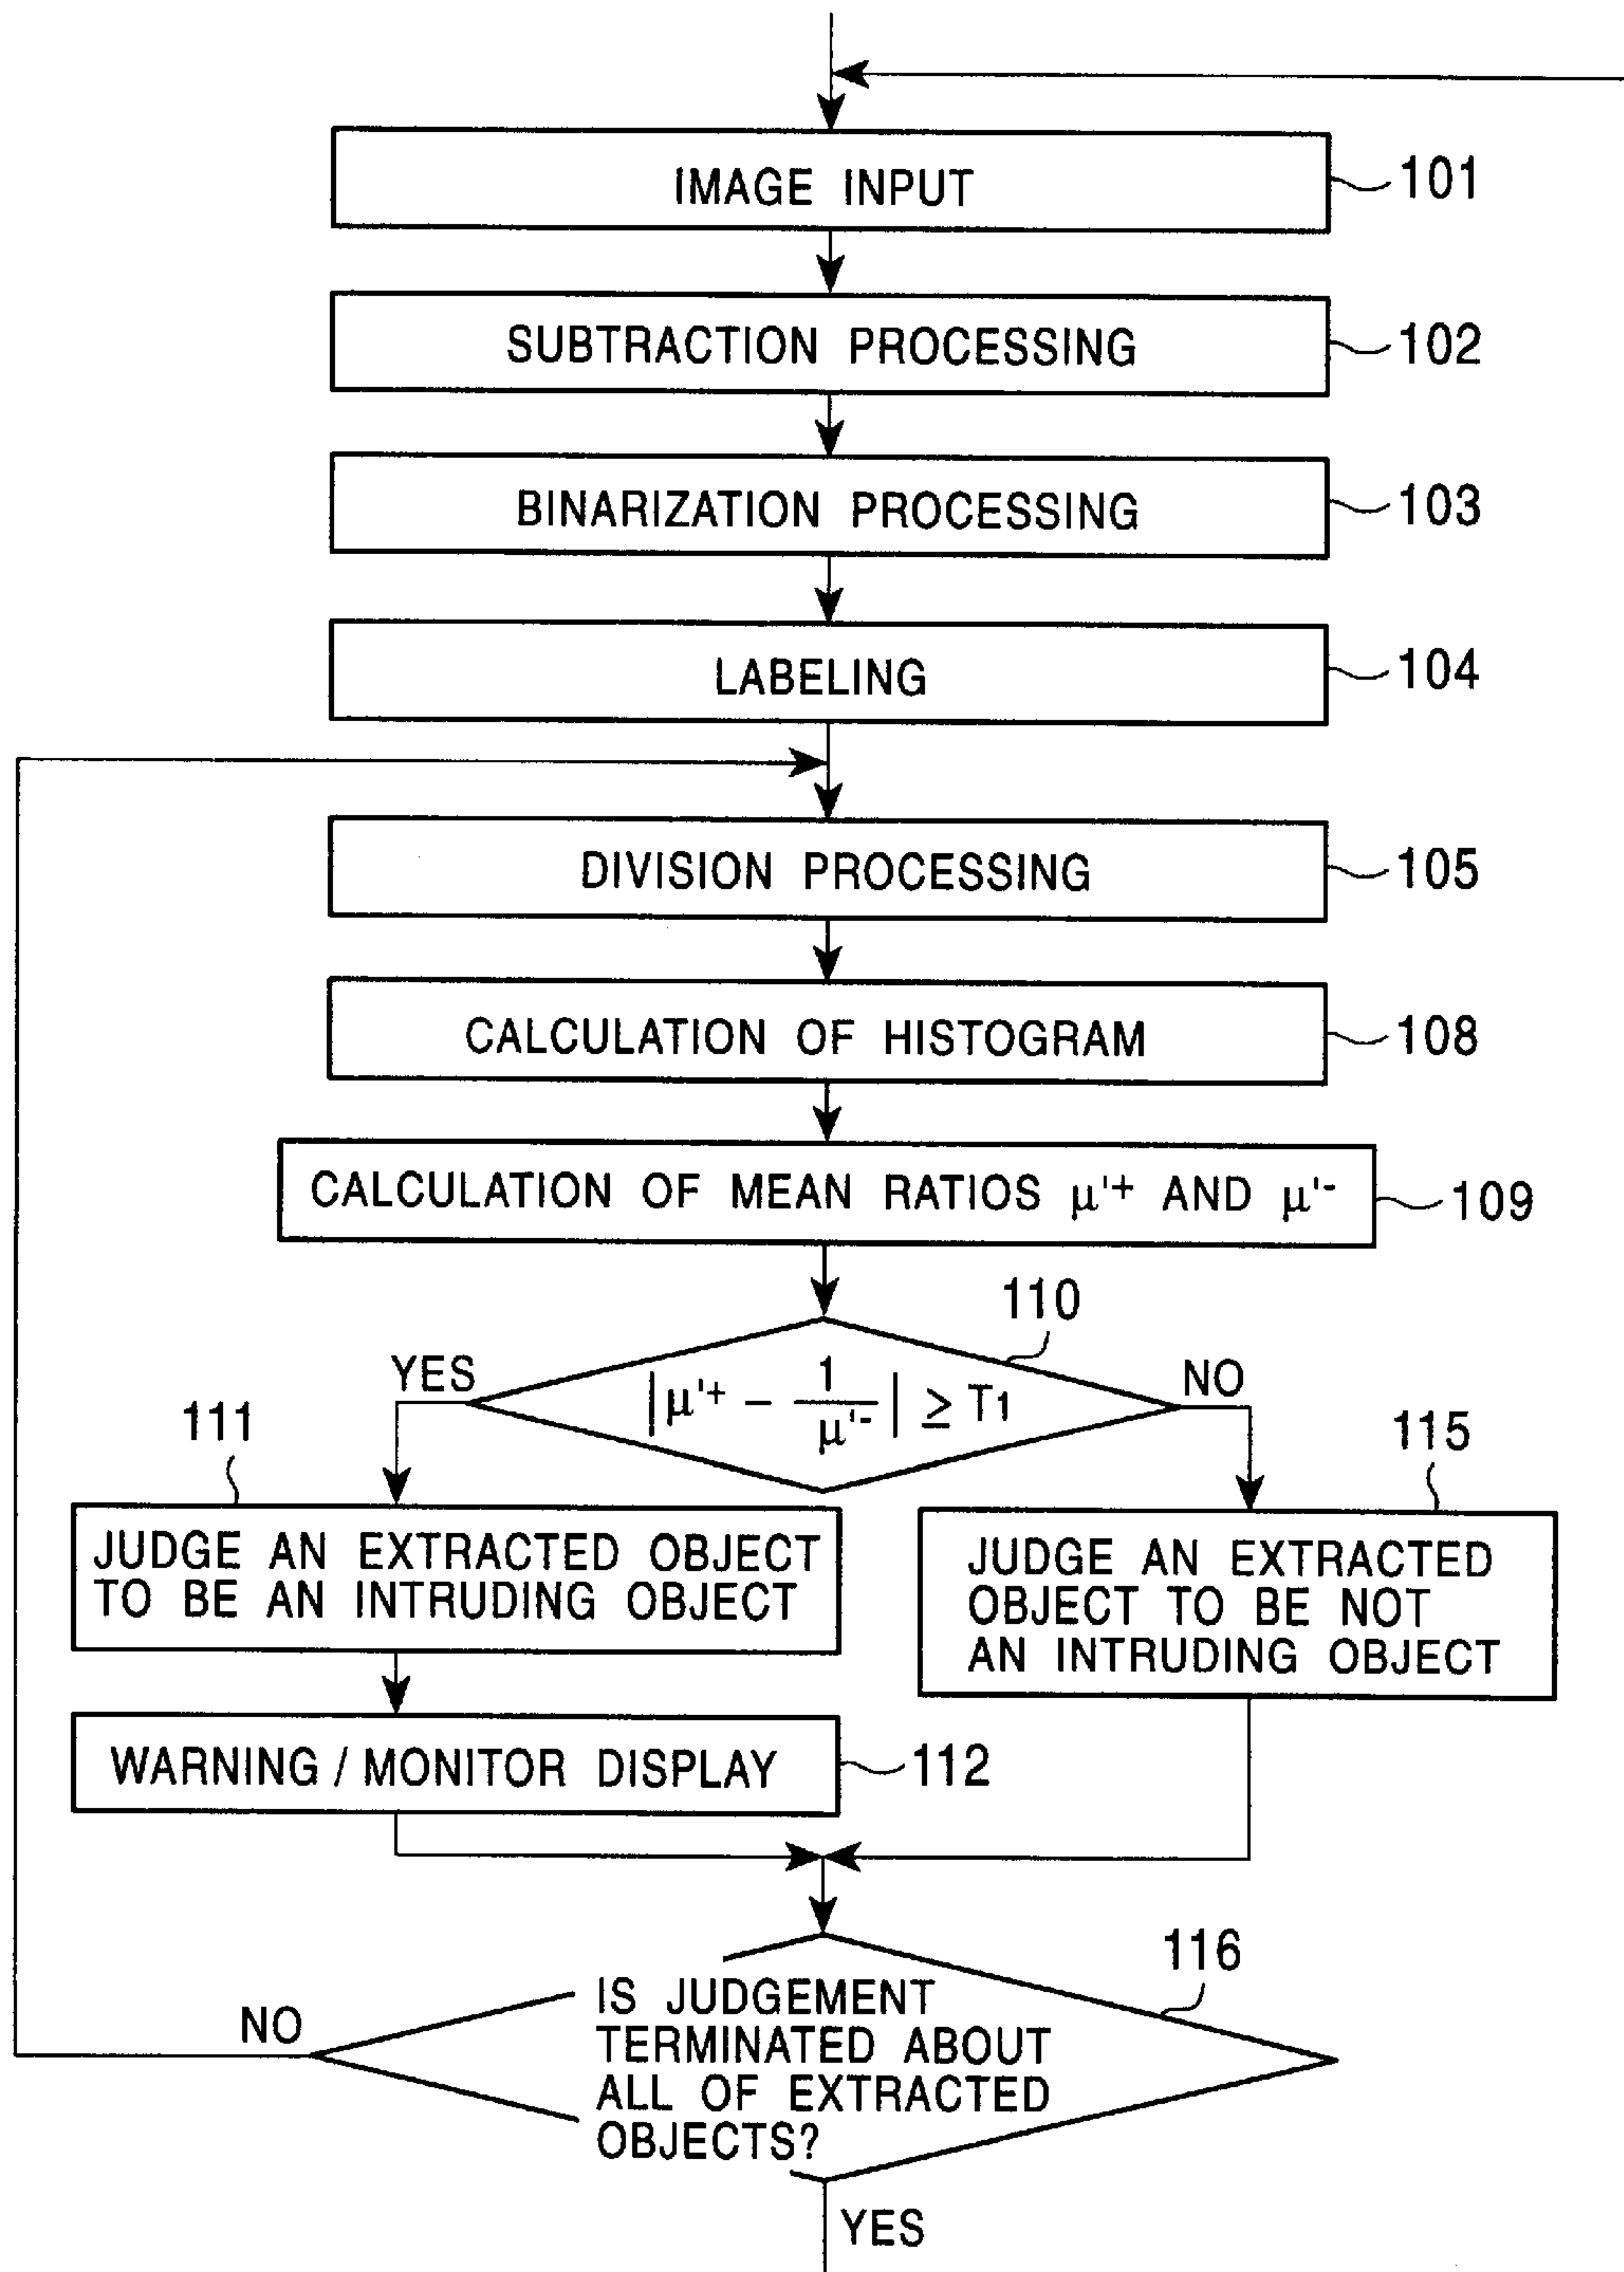 IMAGE INPUT
101
SUBTRACTION PROCESSING
102
BINARIZATION PROCESSING
103
LABELING
104
DIVISION PROCESSING
105
CALCULATION OF HISTOGRAM
108
CALCULATION OF MEAN RATIOS μ'+ AND μ'-
109
110
YES
|μ'+ - 1/μ'-| ≥ T1
NO
111
115
JUDGE AN EXTRACTED OBJECT
TO BE AN INTRUDING OBJECT
JUDGE AN EXTRACTED
OBJECT TO BE NOT
AN INTRUDING OBJECT
WARNING / MONITOR DISPLAY
112
116
NO
IS JUDGEMENT
TERMINATED ABOUT
ALL OF EXTRACTED
OBJECTS?
YES